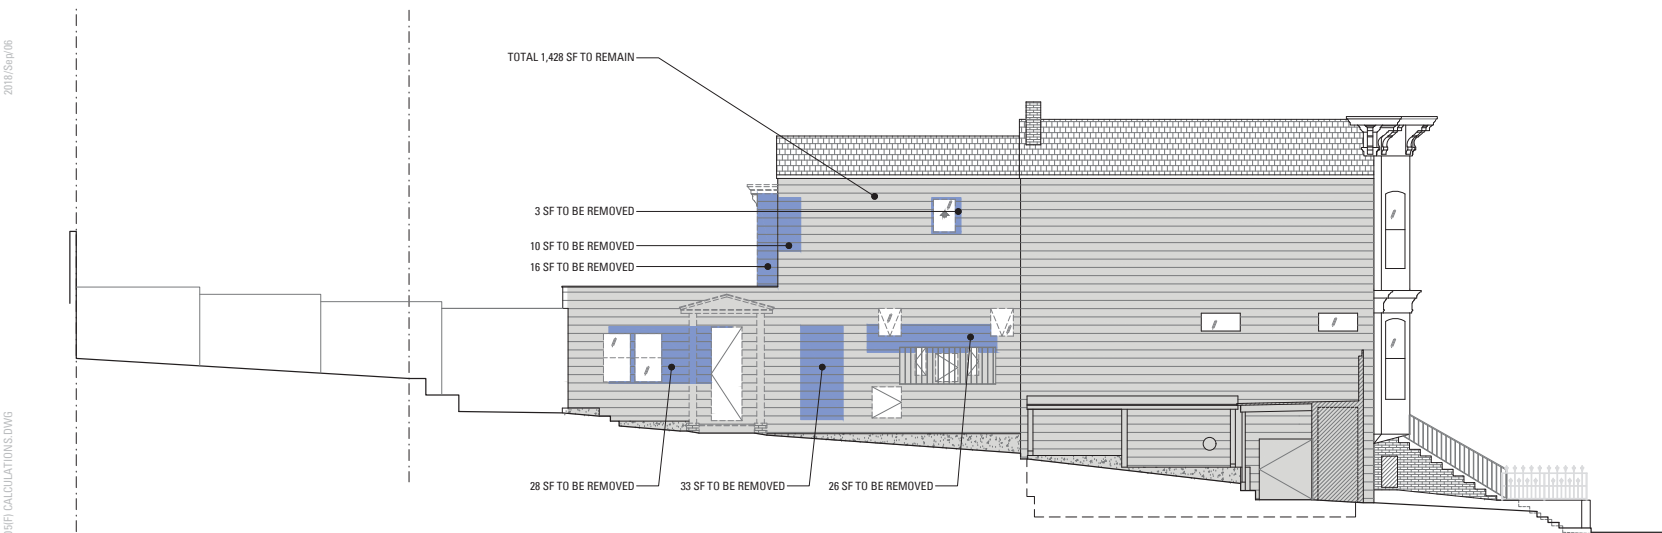 2018/Sep/06
TOTAL 1,428 SF TO REMAIN
3 SF TO BE REMOVED
10 SF TO BE REMOVED
16 SF TO BE REMOVED
28 SF TO BE REMOVED
33 SF TO BE REMOVED
26 SF TO BE REMOVED
CALCULATIONS.DWG